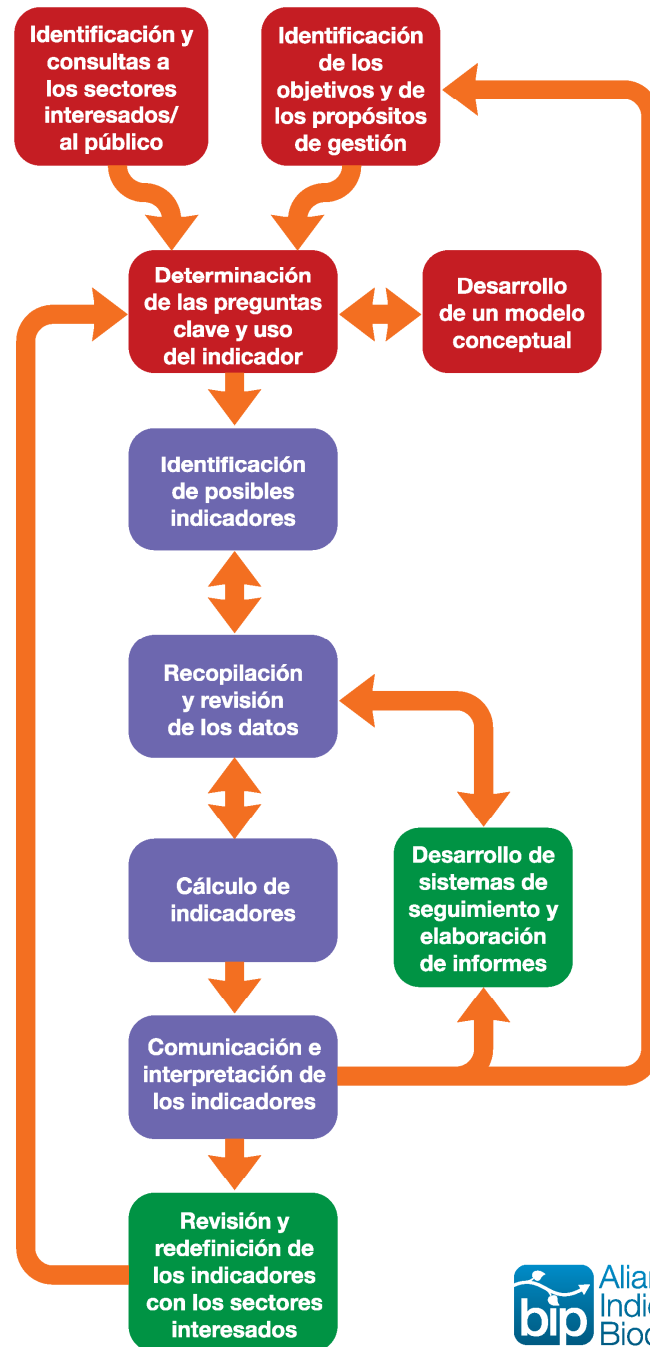 Identificación y
consultas a
los sectores
interesados/
al público
Identificación
de los
objetivos y de
los propósitos
de gestión
Determinación
de las preguntas
clave y uso
del indicador
Desarrollo
de un modelo
conceptual
Identificación
de posibles
indicadores
Recopilación
y revisión
de los datos
Cálculo de
indicadores
Desarrollo de
sistemas de
seguimiento y
elaboración
de informes
Comunicación e
interpretación de
los indicadores
Revisión y
redefinición de
los indicadores
con los sectores
interesados
bip